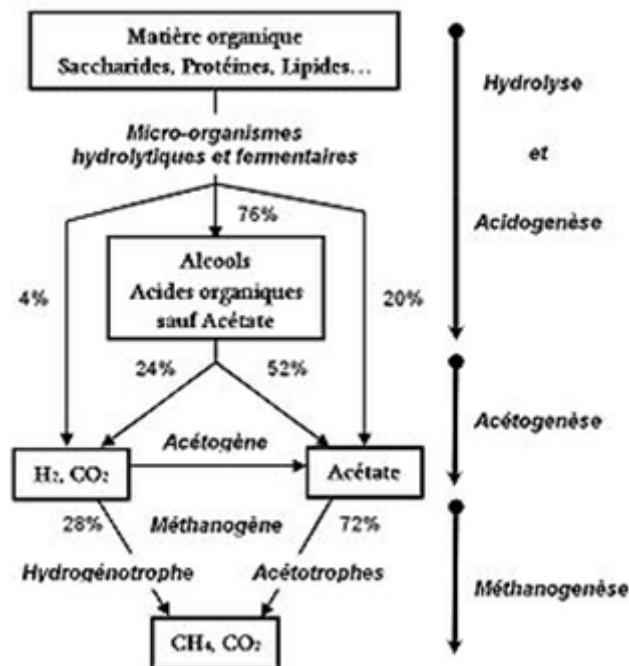 Matière organique
Saccharides, Protéines, Lipides...
Hydrolyse
Micro-organismes
hydrolytiques et fermentaires
et
76%
Acidogenèse
Alcools
4%
Acides organiques
20%
sauf Acétate
24%
52%
Acétogène
Acétogenèse
H₂, CO₂
Acétate
28%
Méthanogène
72%
Hydrogénotrophe
Acétotrophes
Méthanogenèse
CH₄, CO₂